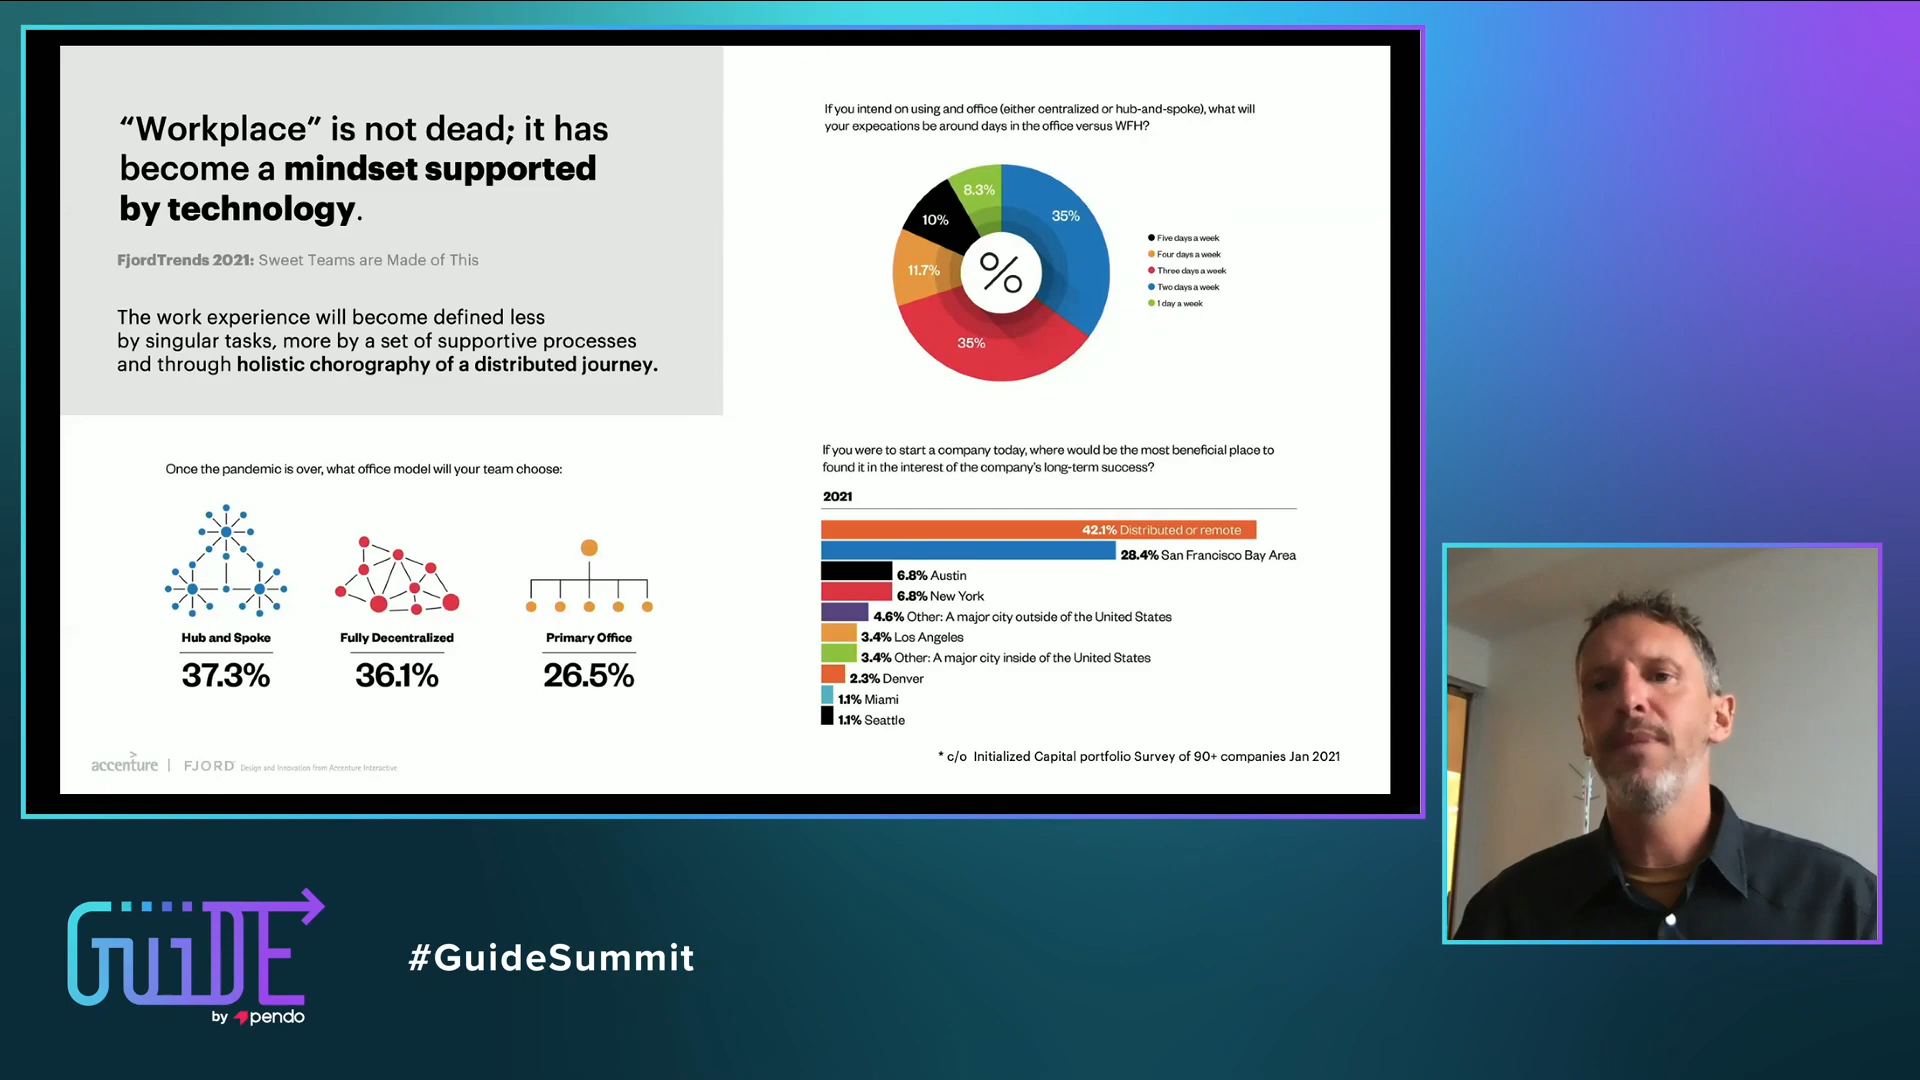 “Workplace” is not dead; it has
become a mindset supported
by technology.
FjordTrends 2021: Sweet Teams are Made of This
The work experience will become defined less
by singular tasks, more by a set of supportive processes
and through holistic chorography of a distributed journey.
Once the pandemic is over, what office model will your team choose:
Hub and Spoke
37.3%
Fully Decentralized
36.1%
Primary Office
26.5%
accenture | FJORD Design and Innovation from Accenture Interactive
If you intend on using and office (either centralized or hub-and-spoke), what will
your expecations be around days in the office versus WFH?
8.3%
35%
10%
11.7%
35%
%
Five days a week
Four days a week
Three days a week
Two days a week
1 day a week
If you were to start a company today, where would be the most beneficial place to
found it in the interest of the company's long-term success?
2021
42.1% Distributed or remote
28.4% San Francisco Bay Area
6.8% Austin
6.8% New York
4.6% Other: A major city outside of the United States
3.4% Los Angeles
3.4% Other: A major city inside of the United States
2.3% Denver
1.1% Miami
1.1% Seattle
* c/o Initialized Capital portfolio Survey of 90+ companies Jan 2021
GUiDE
by pendo
#GuideSummit